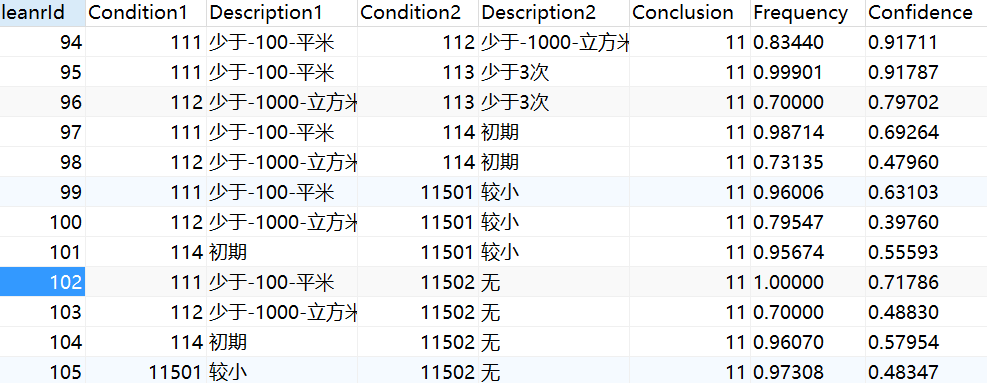 leanrId Condition1 Description1 Condition2 Description2 Conclusion Frequency Confidence
94 111 少于-100-平米 112 少于-1000-立方米 11 0.83440 0.91711
95 111 少于-100-平米 113 少于3次 11 0.99901 0.91787
96 112 少于-1000-立方米 113 少于3次 11 0.70000 0.79702
97 111 少于-100-平米 114 初期 11 0.98714 0.69264
98 112 少于-1000-立方米 114 初期 11 0.73135 0.47960
99 111 少于-100-平米 11501 较小 11 0.96006 0.63103
100 112 少于-1000-立方米 11501 较小 11 0.79547 0.39760
101 114 初期 11501 较小 11 0.95674 0.55593
102 111 少于-100-平米 11502 无 11 1.00000 0.71786
103 112 少于-1000-立方米 11502 无 11 0.70000 0.48830
104 114 初期 11502 无 11 0.96070 0.57954
105 11501 较小 11502 无 11 0.97308 0.48347